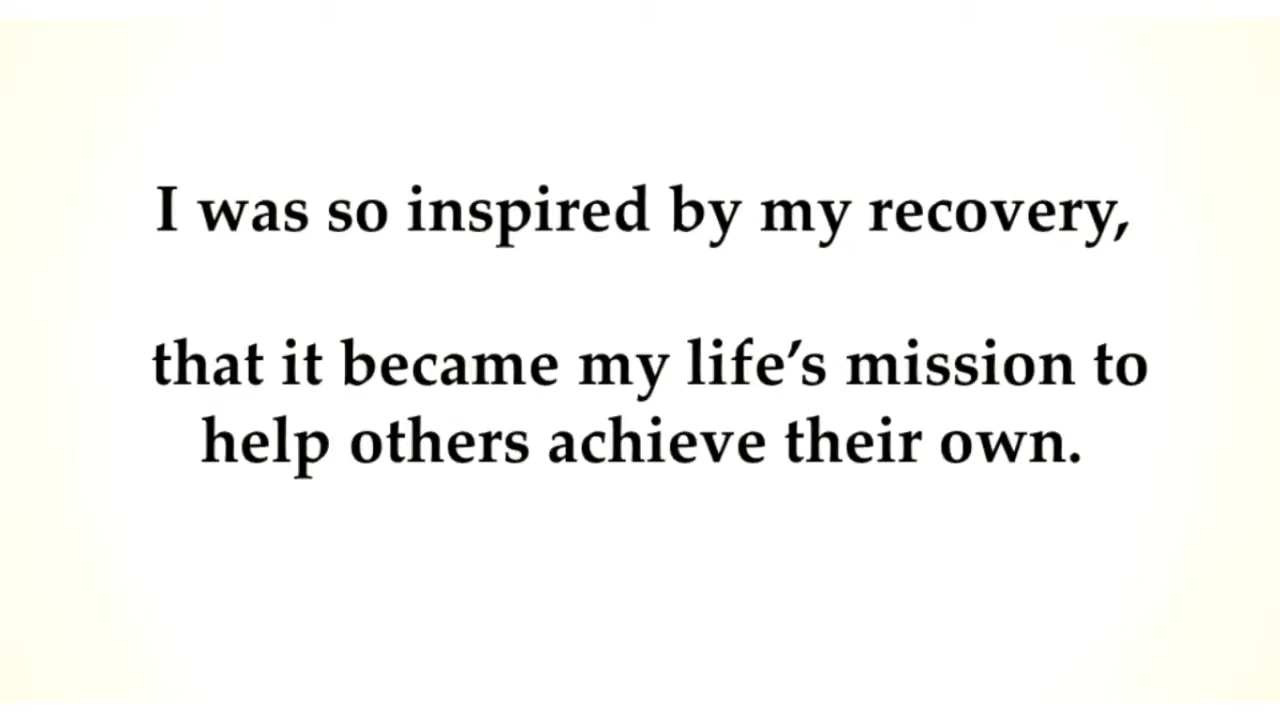 I was so inspired by my recovery,
that it became my life’s mission to
help others achieve their own.